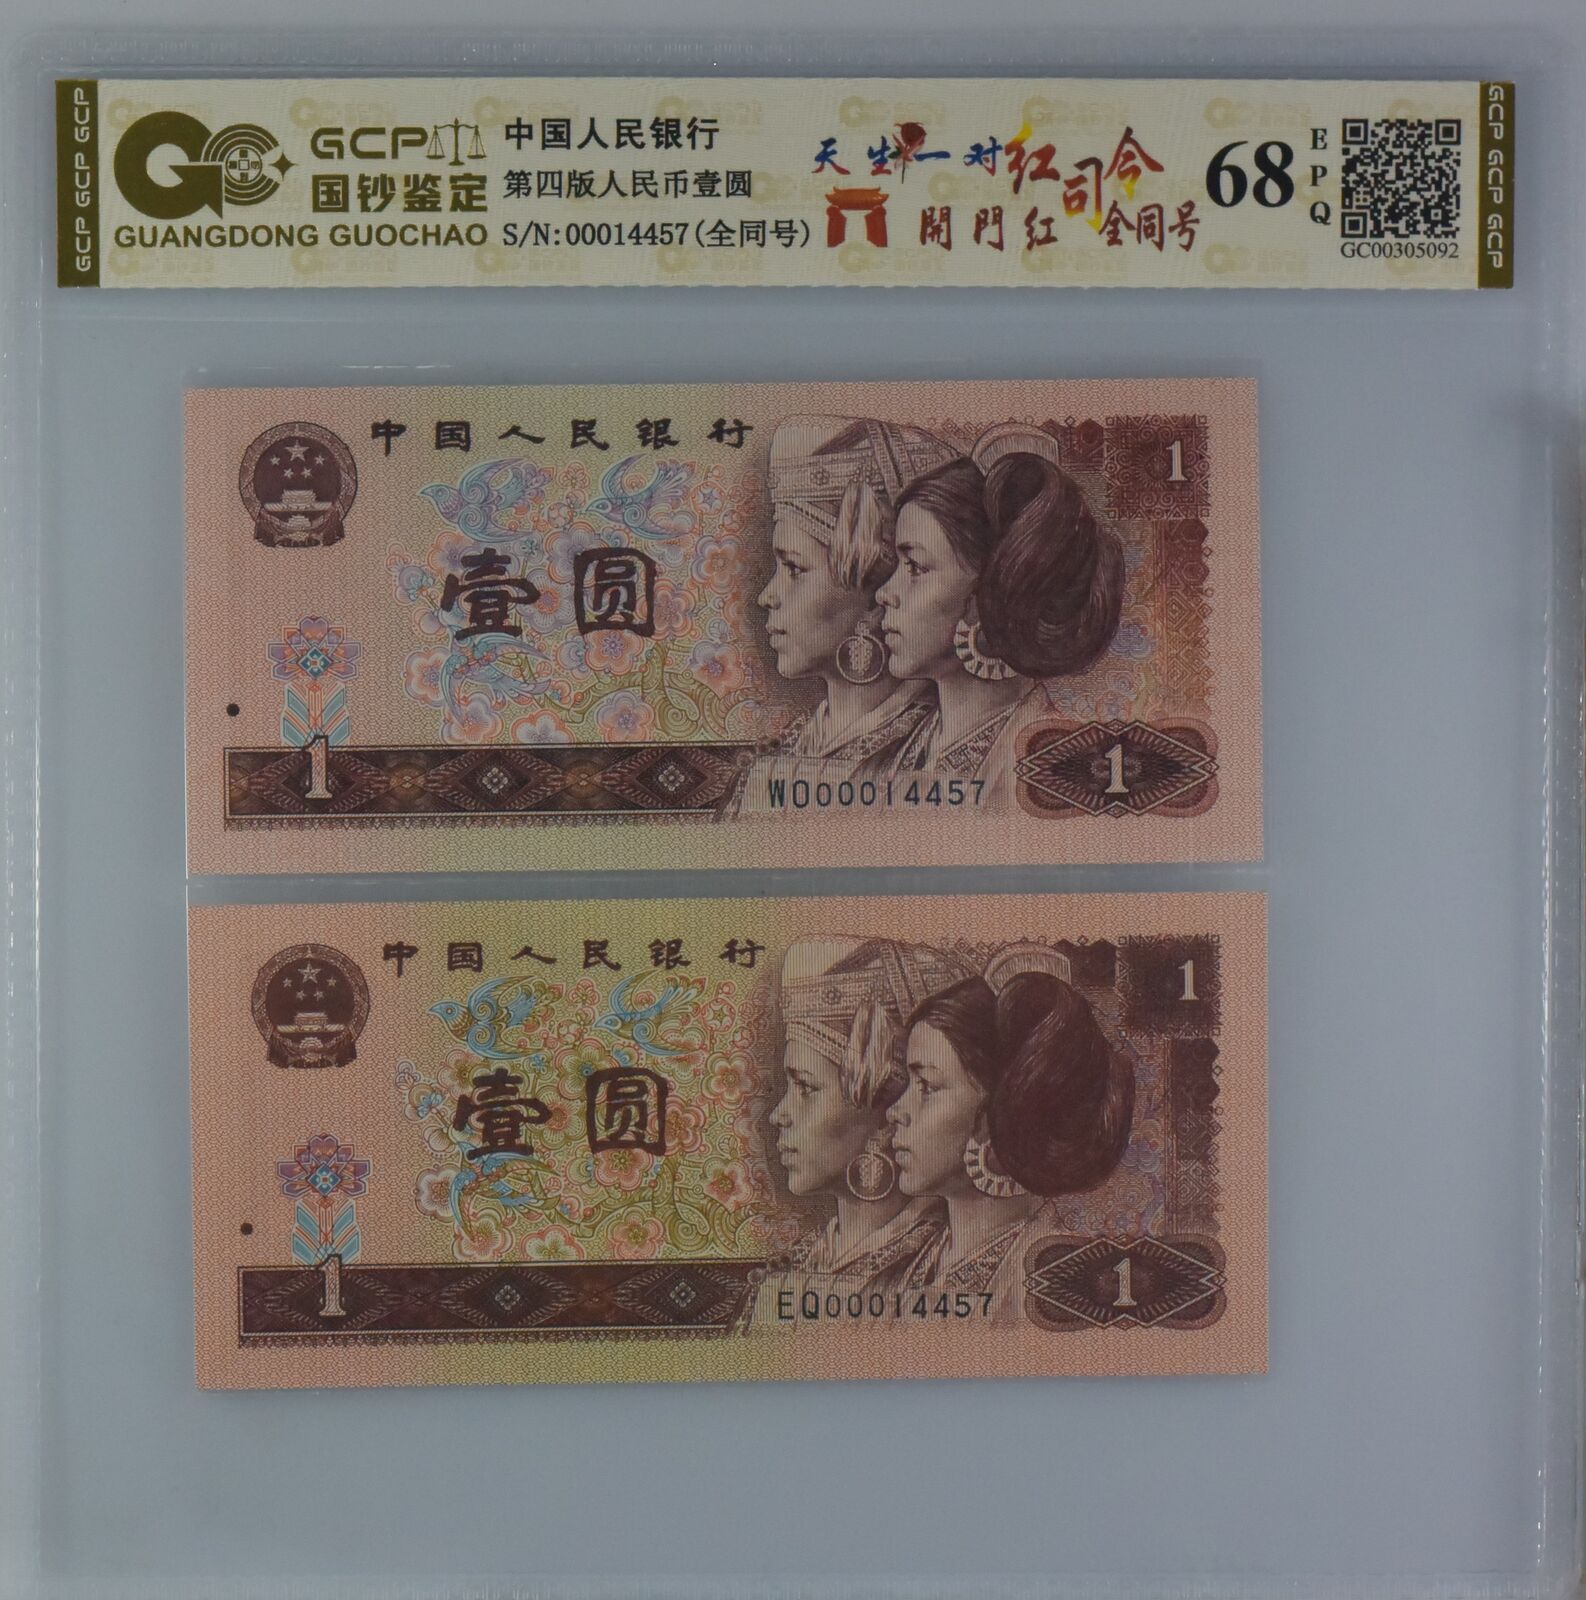 GCP GCP GCP
GCP
国钞鉴定
GUANGDONG GUOCHAO
中国人民银行
第四版人民币壹圆
S/N:00014457(全同号)
天生一对红司令
開門红 全同号
68
EPQ
GC00305092
GCP GCP GCP
中国人民银行
1
壹圆
1
WO00014457
1
中国人民银行
1
壹圆
1
EQ00014457
1